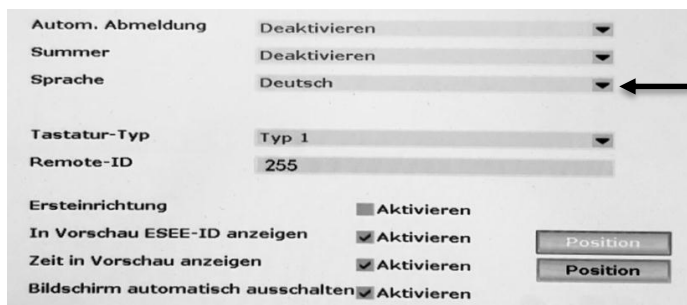 Autom. Abmeldung Deaktivieren
Summer Deaktivieren
Sprache Deutsch
Tastatur-Typ Typ 1
Remote-ID 255
Ersteinrichtung Aktivieren
In Vorschau ESEE-ID anzeigen Aktivieren Position
Zeit in Vorschau anzeigen Aktivieren Position
Bildschirm automatisch ausschalten Aktivieren